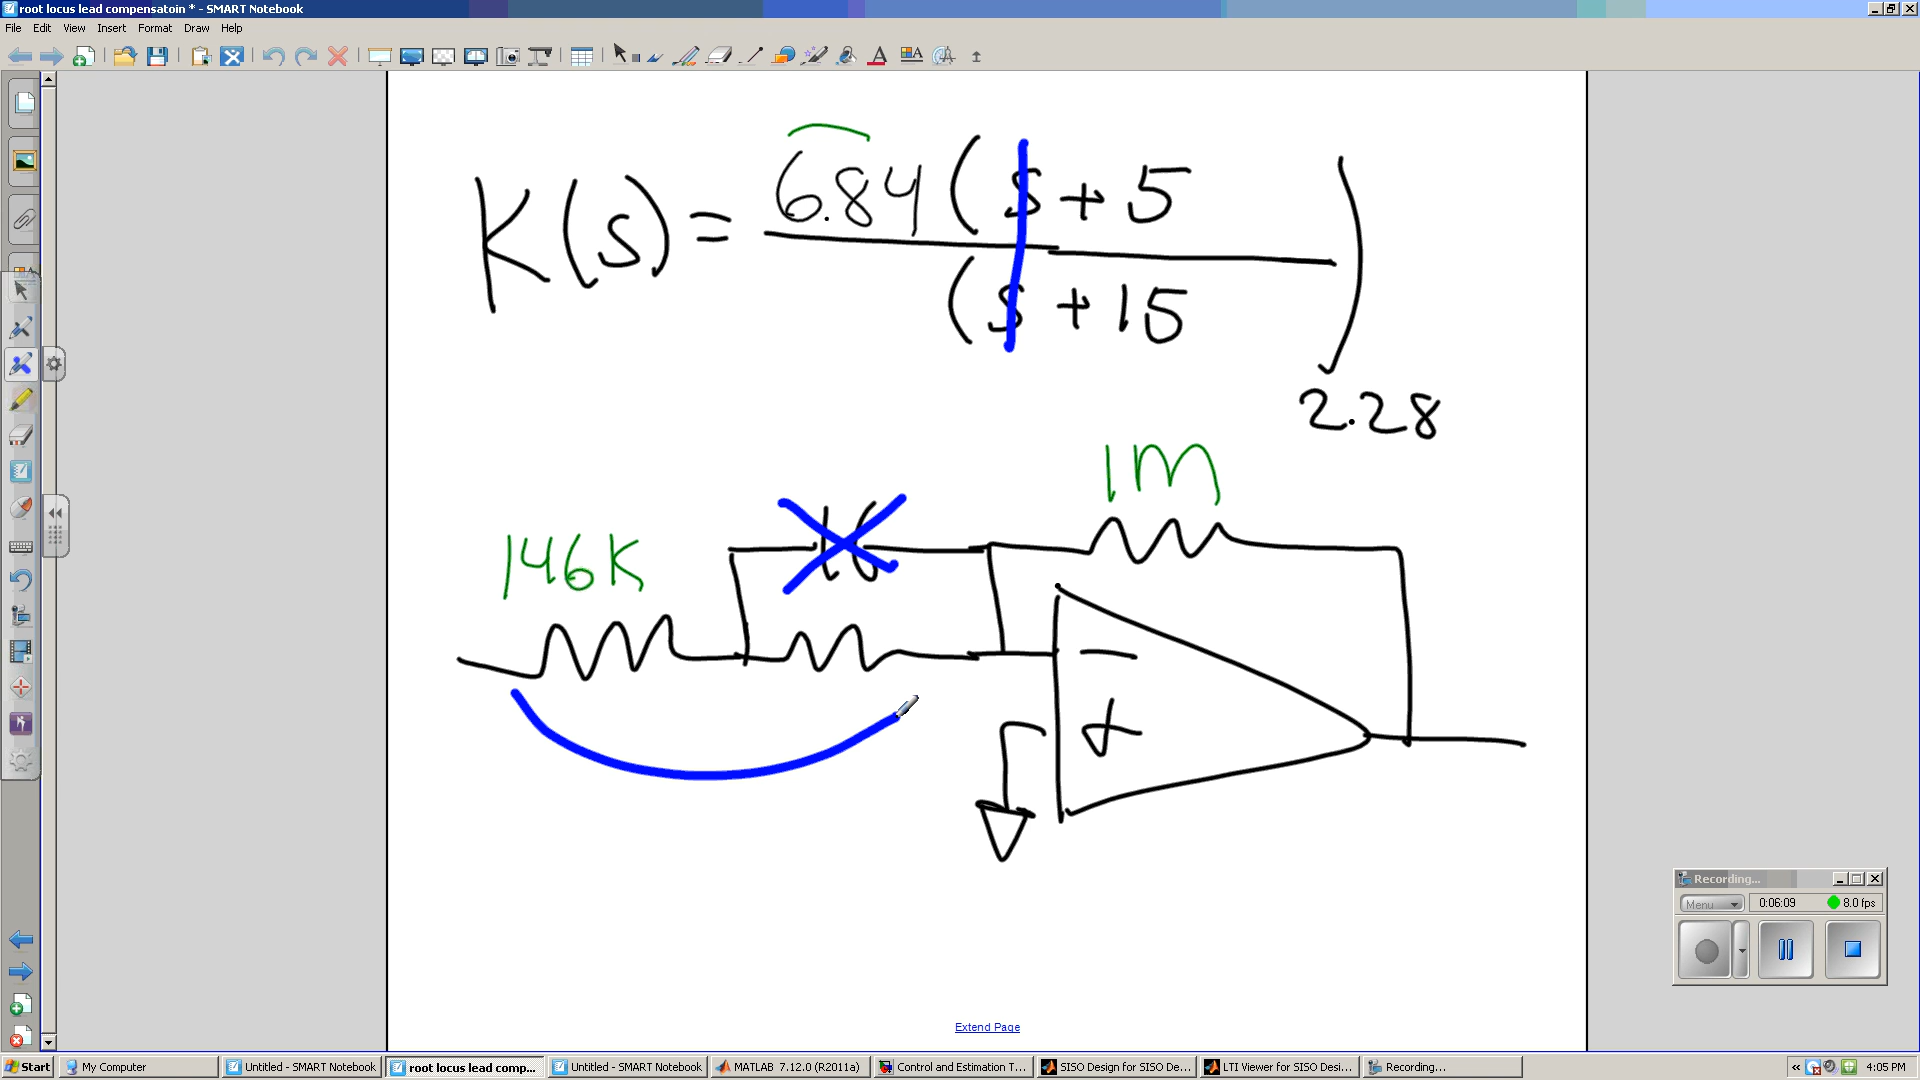 root locus lead compensatoin * - SMART Notebook
File Edit View Insert Format Draw Help
K(s) = 6.84 ( s + 5
( s + 15 )
2.28
1M
146K
−
+
Extend Page
Recording...
Menu 0:06:09 8.0 fps
Start My Computer Untitled - SMART Notebook root locus lead comp... Untitled - SMART Notebook MATLAB 7.12.0 (R2011a) Control and Estimation T... SISO Design for SISO De... LTI Viewer for SISO Desi... Recording... « 4:05 PM